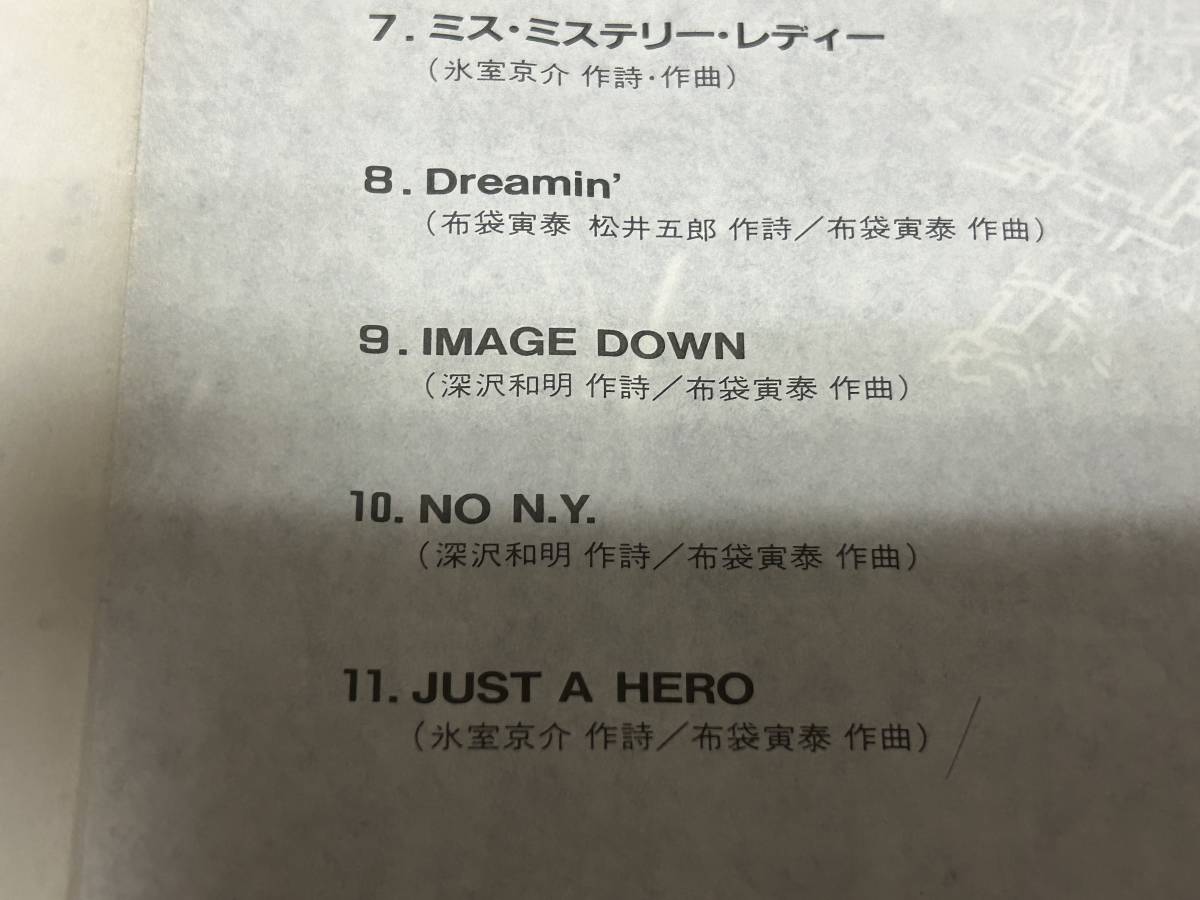 7. ミス・ミステリー・レディー
(氷室京介 作詩・作曲)
8. Dreamin'
(布袋寅泰 松井五郎 作詩／布袋寅泰 作曲)
9. IMAGE DOWN
(深沢和明 作詩／布袋寅泰 作曲)
10. NO N.Y.
(深沢和明 作詩／布袋寅泰 作曲)
11. JUST A HERO
(氷室京介 作詩／布袋寅泰 作曲)